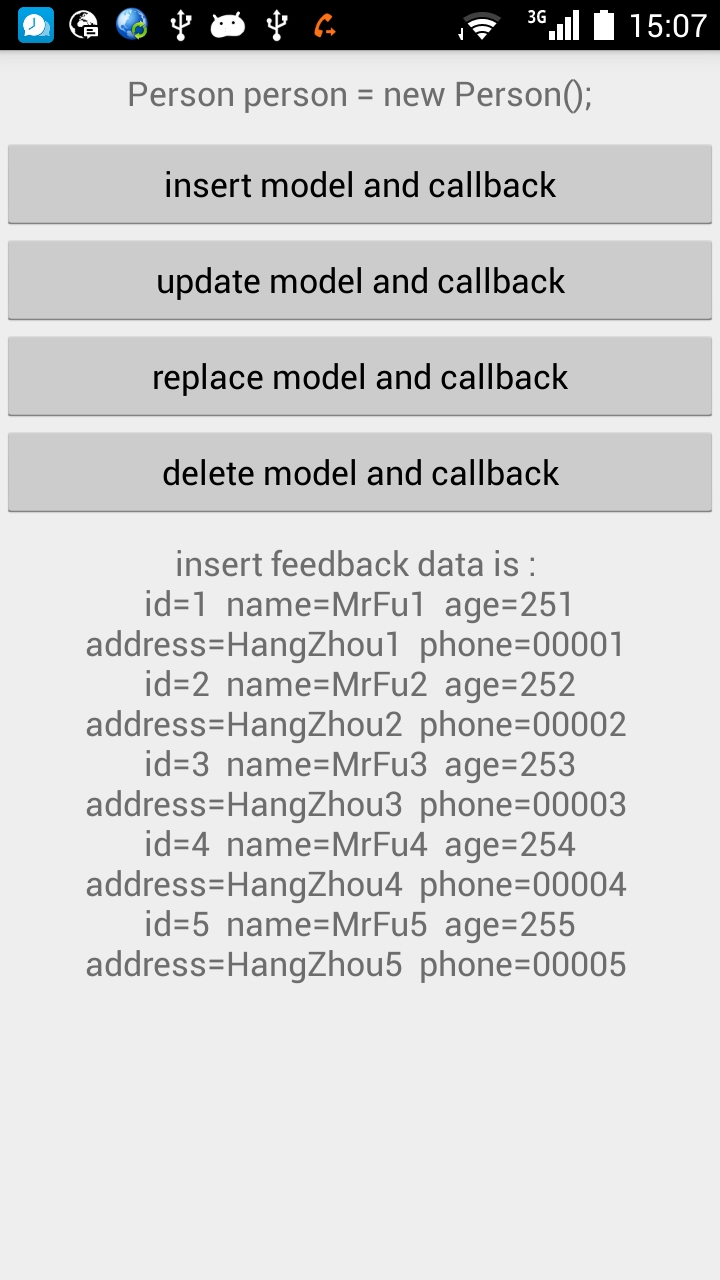 3G 15:07
Person person = new Person();
insert model and callback
update model and callback
replace model and callback
delete model and callback
insert feedback data is :
id=1  name=MrFu1  age=251
address=HangZhou1  phone=00001
id=2  name=MrFu2  age=252
address=HangZhou2  phone=00002
id=3  name=MrFu3  age=253
address=HangZhou3  phone=00003
id=4  name=MrFu4  age=254
address=HangZhou4  phone=00004
id=5  name=MrFu5  age=255
address=HangZhou5  phone=00005